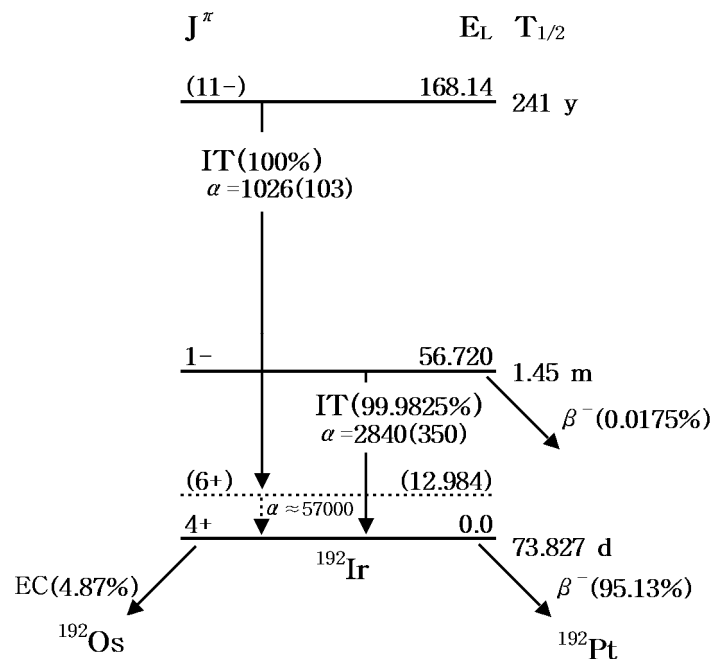 J^π E_L T_1/2
(11-) 168.14
241 y
IT(100%)
α=1026(103)
1- 56.720
1.45 m
IT(99.9825%)
α=2840(350)
β⁻(0.0175%)
(6+) (12.984)
α≈57000
4+ 0.0
73.827 d
¹⁹²Ir
EC(4.87%)
β⁻(95.13%)
¹⁹²Os
¹⁹²Pt